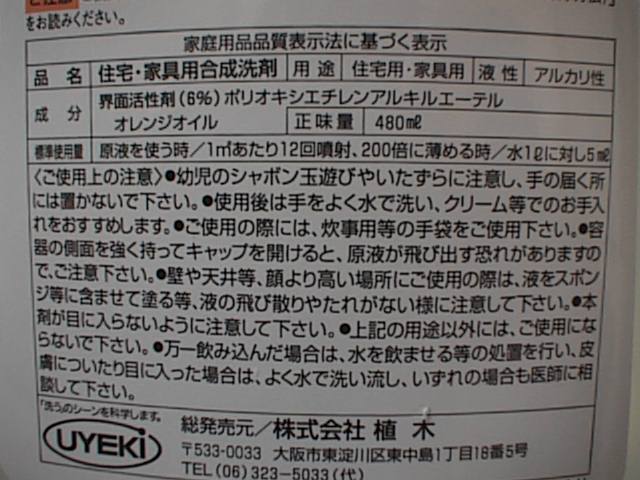 をお読みください。
家庭用品品質表示法に基づく表示
品名 住宅・家具用合成洗剤 用途 住宅用・家具用 液性 アルカリ性
成分 界面活性剤(6%)ポリオキシエチレンアルキルエーテル
オレンジオイル 正味量 480㎖
標準使用量 原液を使う時/1㎡あたり12回噴射、200倍に薄める時/水1ℓに対し5㎖
〈ご使用上の注意〉●幼児のシャボン玉遊びやいたずらに注意し、手の届く所
には置かないで下さい。●使用後は手をよく水で洗い、クリーム等でのお手入
れをおすすめします。●ご使用の際には、炊事用等の手袋をご使用下さい。●容
器の側面を強く持ってキャップを開けると、原液が飛び出す恐れがありますの
で、ご注意下さい。●壁や天井等、顔より高い場所にご使用の際は、液をスポン
ジ等に含ませて塗る等、液の飛び散りやたれがない様に注意して下さい。●本
剤が目に入らないように注意して下さい。●上記の用途以外には、ご使用にな
らないで下さい。●万一飲み込んだ場合は、水を飲ませる等の処置を行い、皮
膚についたり目に入った場合は、よく水で洗い流し、いずれの場合も医師に相
談して下さい。
「洗う」のシーンを科学します。
UYEKI
総発売元/株式会社 植木
〒533-0033 大阪市東淀川区東中島1丁目18番5号
TEL(06)323-5033(代)